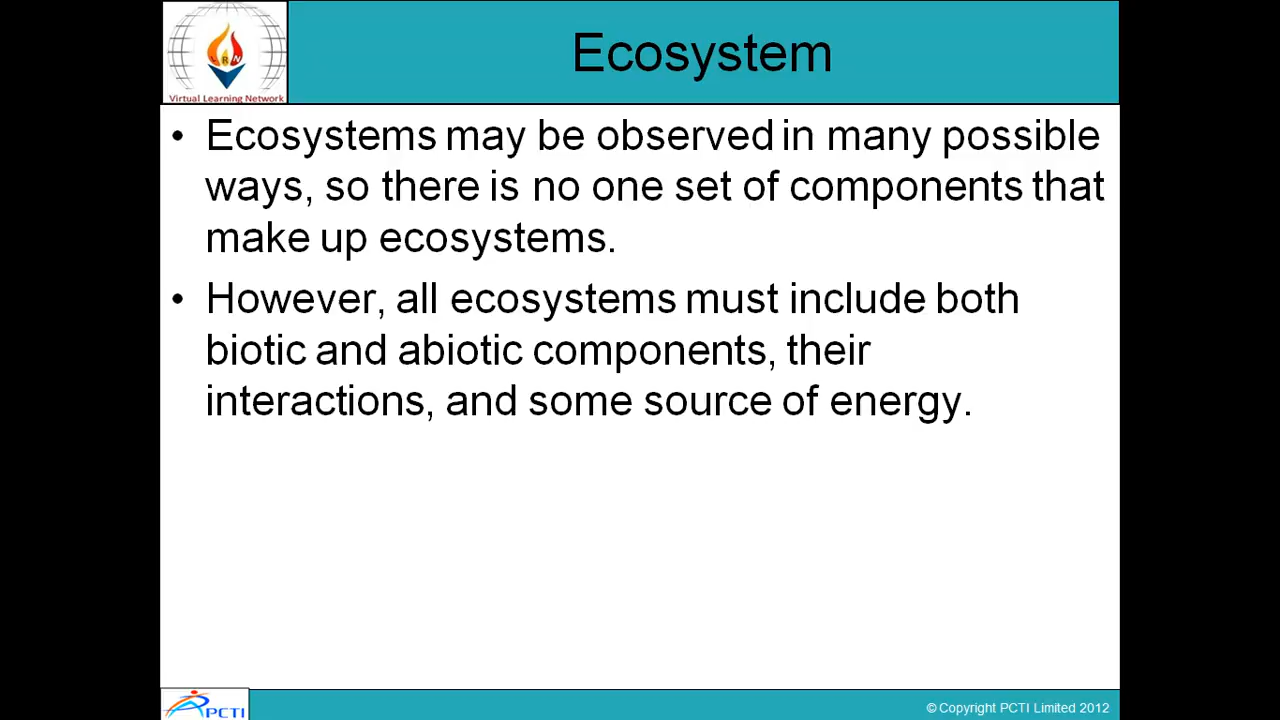 Ecosystem
VRN
Virtual Learning Network
• Ecosystems may be observed in many possible
ways, so there is no one set of components that
make up ecosystems.
• However, all ecosystems must include both
biotic and abiotic components, their
interactions, and some source of energy.
PCTI
© Copyright PCTI Limited 2012